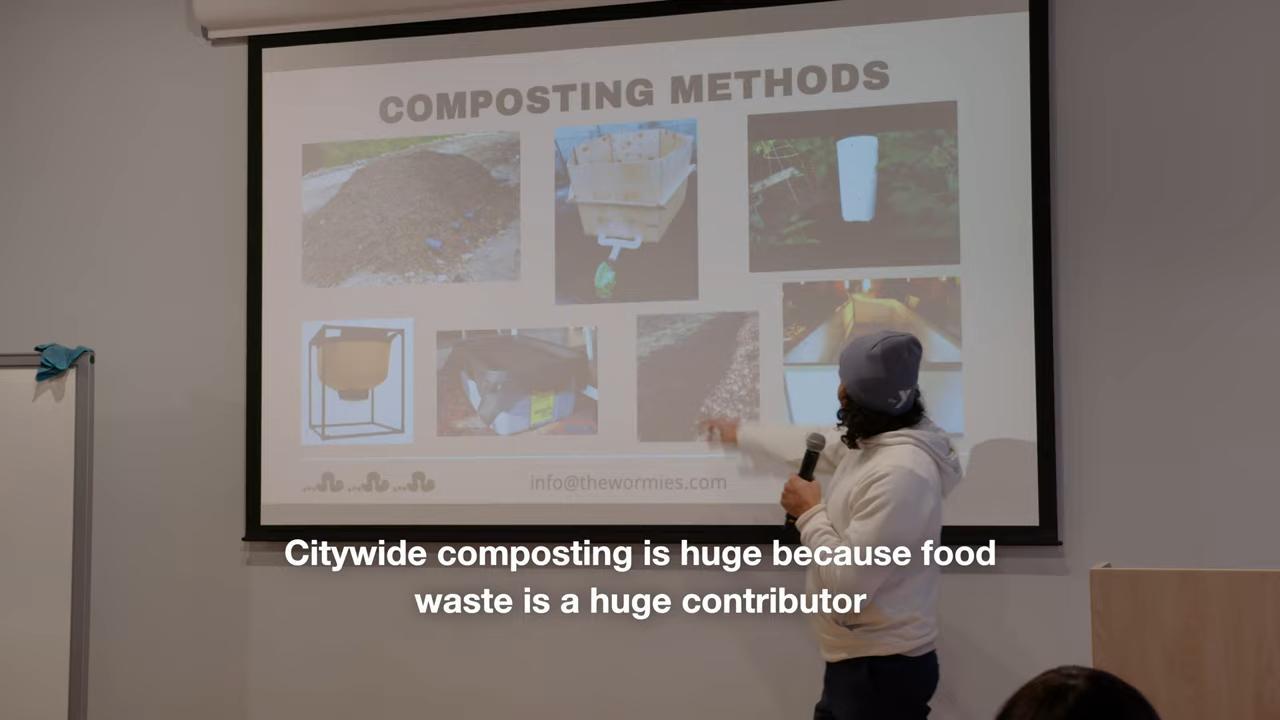 COMPOSTING METHODS
info@thewormies.com
Citywide composting is huge because food
waste is a huge contributor